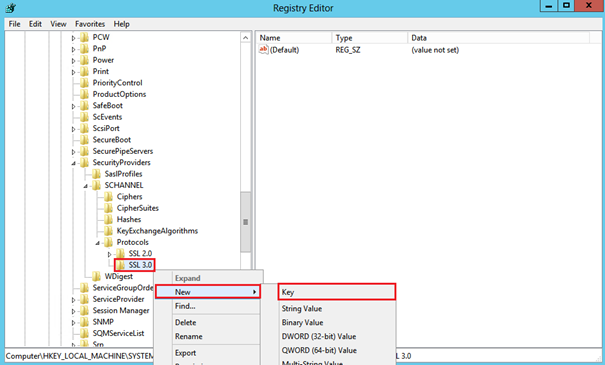 Registry Editor
File Edit View Favorites Help
PCW
PnP
Power
Print
PriorityControl
ProductOptions
SafeBoot
ScEvents
ScsiPort
SecureBoot
SecurePipeServers
SecurityProviders
SaslProfiles
SCHANNEL
Ciphers
CipherSuites
Hashes
KeyExchangeAlgorithms
Protocols
SSL 2.0
SSL 3.0
WDigest
ServiceGroupOrde
ServiceProvider
Session Manager
SNMP
SQMServiceList
Srp
Name Type Data
(Default) REG_SZ (value not set)
Expand
New
Find...
Delete
Rename
Export
Key
String Value
Binary Value
DWORD (32-bit) Value
QWORD (64-bit) Value
Multi-String Value
Computer\HKEY_LOCAL_MACHINE\SYSTEM
3.0